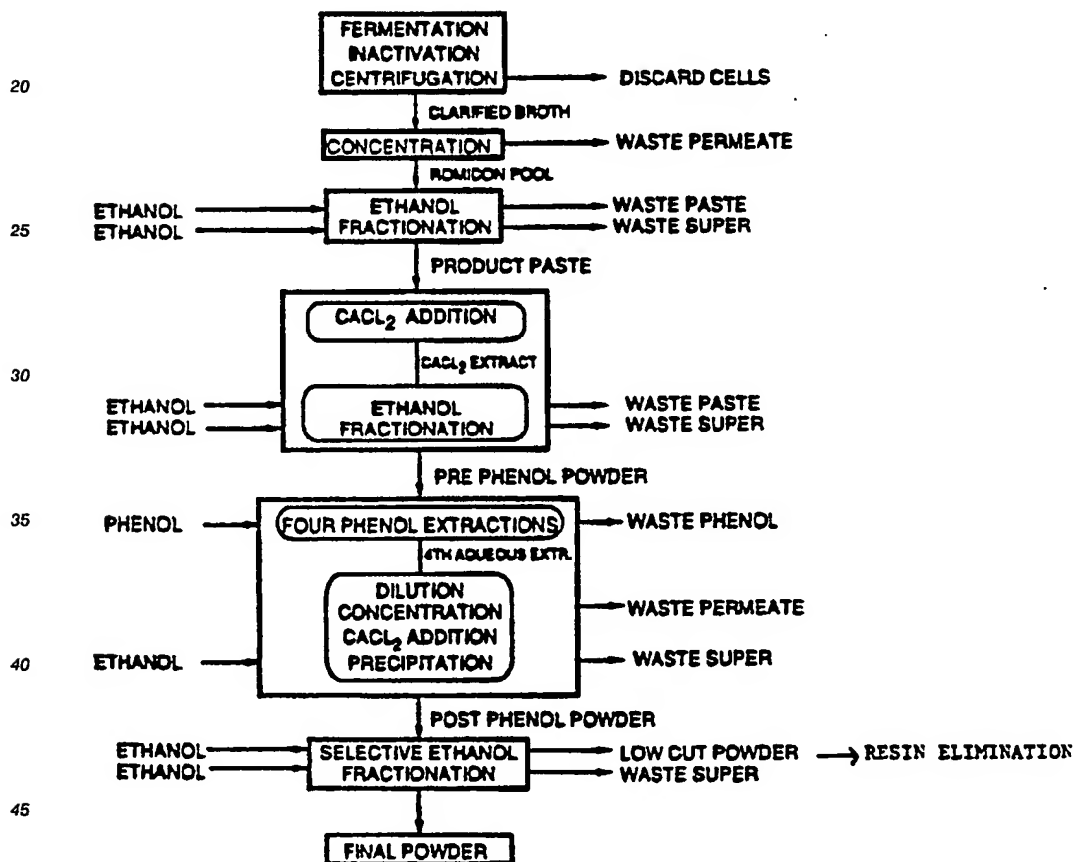 FERMENTATION
INACTIVATION
CENTRIFUGATION
DISCARD CELLS
20
CLARIFIED BROTH
CONCENTRATION
WASTE PERMEATE
ROMICON POOL
ETHANOL
ETHANOL
ETHANOL
FRACTIONATION
WASTE PASTE
WASTE SUPER
25
PRODUCT PASTE
CACL₂ ADDITION
CACL₂ EXTRACT
30
ETHANOL
ETHANOL
ETHANOL
FRACTIONATION
WASTE PASTE
WASTE SUPER
PRE PHENOL POWDER
35
PHENOL
FOUR PHENOL EXTRACTIONS
WASTE PHENOL
4TH AQUEOUS EXTR.
DILUTION
CONCENTRATION
CACL₂ ADDITION
PRECIPITATION
WASTE PERMEATE
40
ETHANOL
WASTE SUPER
POST PHENOL POWDER
ETHANOL
ETHANOL
SELECTIVE ETHANOL
FRACTIONATION
LOW CUT POWDER
RESIN ELIMINATION
WASTE SUPER
45
FINAL POWDER